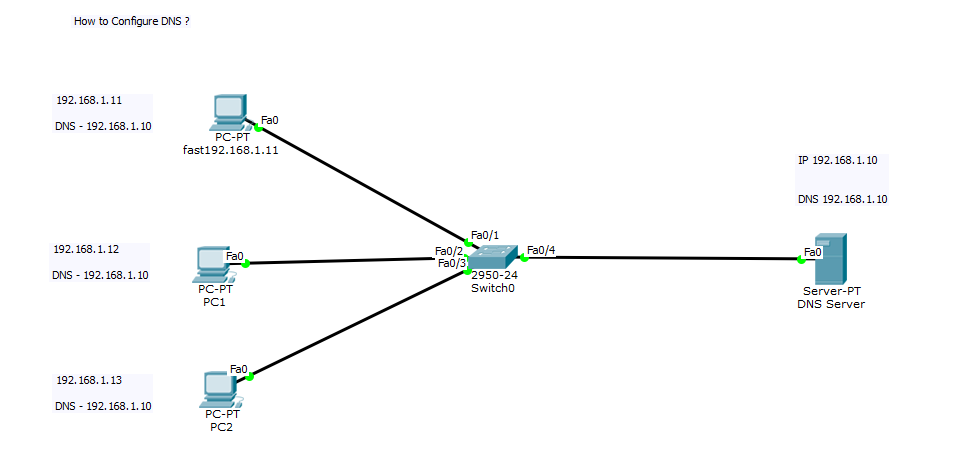 How to Configure DNS ?
192.168.1.11
DNS - 192.168.1.10
Fa0
PC-PT
fast192.168.1.11
IP 192.168.1.10
DNS 192.168.1.10
192.168.1.12
DNS - 192.168.1.10
Fa0
PC-PT
PC1
Fa0/1
Fa0/2
Fa0/3
Fa0/4
2950-24
Switch0
Fa0
Server-PT
DNS Server
192.168.1.13
DNS - 192.168.1.10
Fa0
PC-PT
PC2